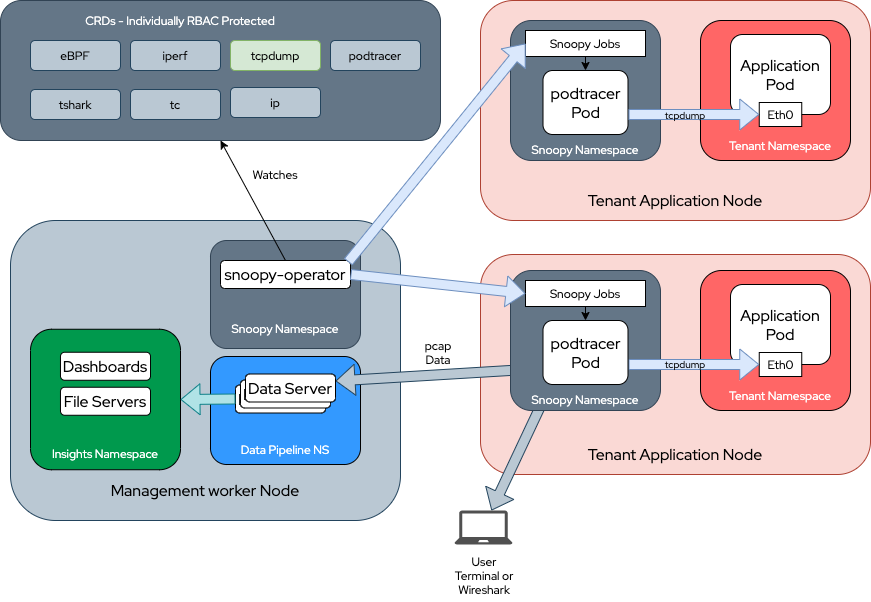 CRDs - Individually RBAC Protected
eBPF
iperf
tcpdump
podtracer
tshark
tc
ip
Watches
snoopy-operator
Snoopy Namespace
Dashboards
File Servers
Insights Namespace
Data Server
Data Pipeline NS
Management worker Node
pcap
Data
Snoopy Jobs
podtracer
Pod
Snoopy Namespace
tcpdump
Application
Pod
Eth0
Tenant Namespace
Tenant Application Node
Snoopy Jobs
podtracer
Pod
Snoopy Namespace
tcpdump
Application
Pod
Eth0
Tenant Namespace
Tenant Application Node
User
Terminal or
Wireshark